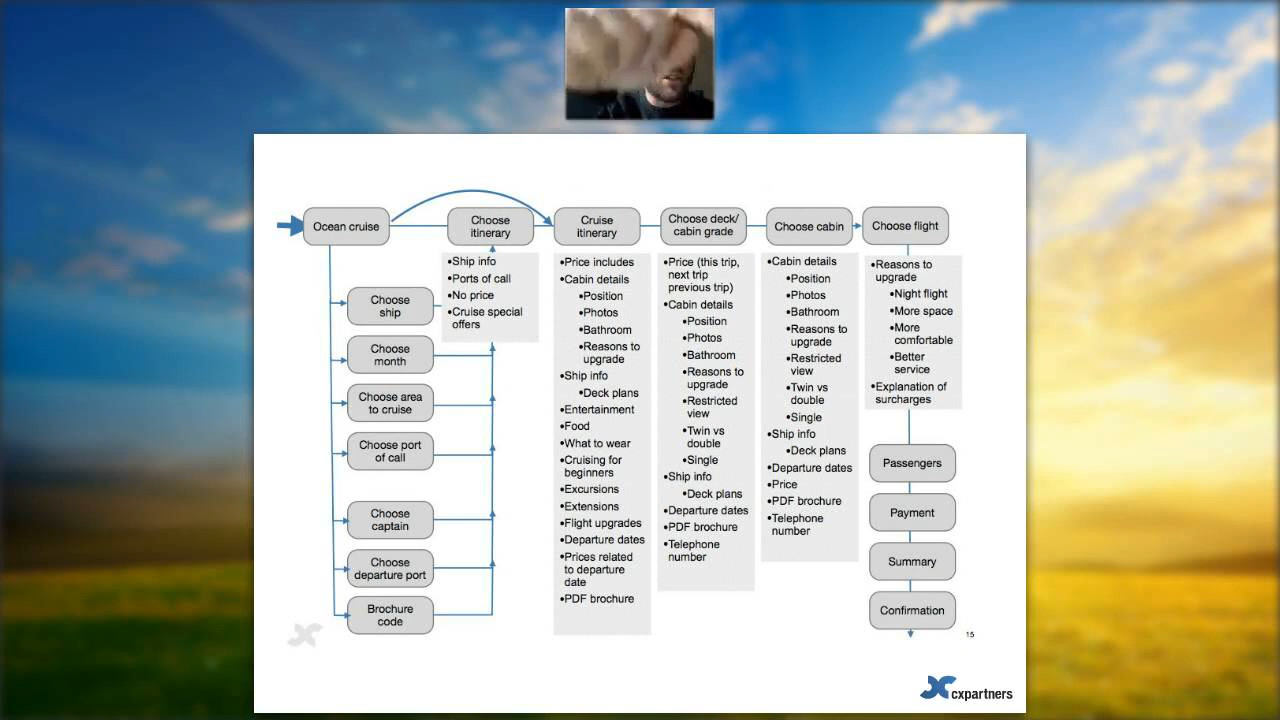 Ocean cruise
Choose
itinerary
Cruise
itinerary
Choose deck/
cabin grade
Choose cabin
Choose flight
Choose
ship
Choose
month
Choose area
to cruise
Choose port
of call
Choose
captain
Choose
departure port
Brochure
code
•Ship info
•Ports of call
•No price
•Cruise special
offers
•Price includes
•Cabin details
•Position
•Photos
•Bathroom
•Reasons to
upgrade
•Ship info
•Deck plans
•Entertainment
•Food
•What to wear
•Cruising for
beginners
•Excursions
•Extensions
•Flight upgrades
•Departure dates
•Prices related
to departure
date
•PDF brochure
•Price (this trip,
next trip
previous trip)
•Cabin details
•Position
•Photos
•Bathroom
•Reasons to
upgrade
•Restricted
view
•Twin vs
double
•Single
•Ship info
•Deck plans
•Departure dates
•PDF brochure
•Telephone
number
•Cabin details
•Position
•Photos
•Bathroom
•Reasons to
upgrade
•Restricted
view
•Twin vs
double
•Single
•Ship info
•Deck plans
•Departure dates
•Price
•PDF brochure
•Telephone
number
•Reasons to
upgrade
•Night flight
•More space
•More
comfortable
•Better
service
•Explanation of
surcharges
Passengers
Payment
Summary
Confirmation
15
cxpartners